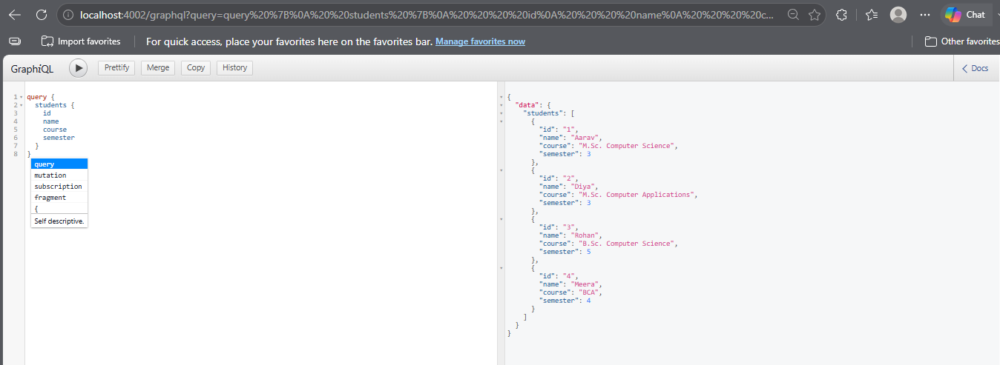 localhost:4002/graphql?query=query%20%7B%0A%20%20students%20%7B%0A%20%20%20%20id%0A%20%20%20%20name%0A%20%20%20%20c...
Chat
Import favorites
For quick access, place your favorites here on the favorites bar. Manage favorites now
Other favorites
GraphiQL
Prettify
Merge
Copy
History
Docs
1 query {
2 students {
3 id
4 name
5 course
6 semester
7 }
8 }
query
mutation
subscription
fragment
{
Self descriptive.
{
"data": {
"students": [
{
"id": "1",
"name": "Aarav",
"course": "M.Sc. Computer Science",
"semester": 3
},
{
"id": "2",
"name": "Diya",
"course": "M.Sc. Computer Applications",
"semester": 3
},
{
"id": "3",
"name": "Rohan",
"course": "B.Sc. Computer Science",
"semester": 5
},
{
"id": "4",
"name": "Meera",
"course": "BCA",
"semester": 4
}
]
}
}